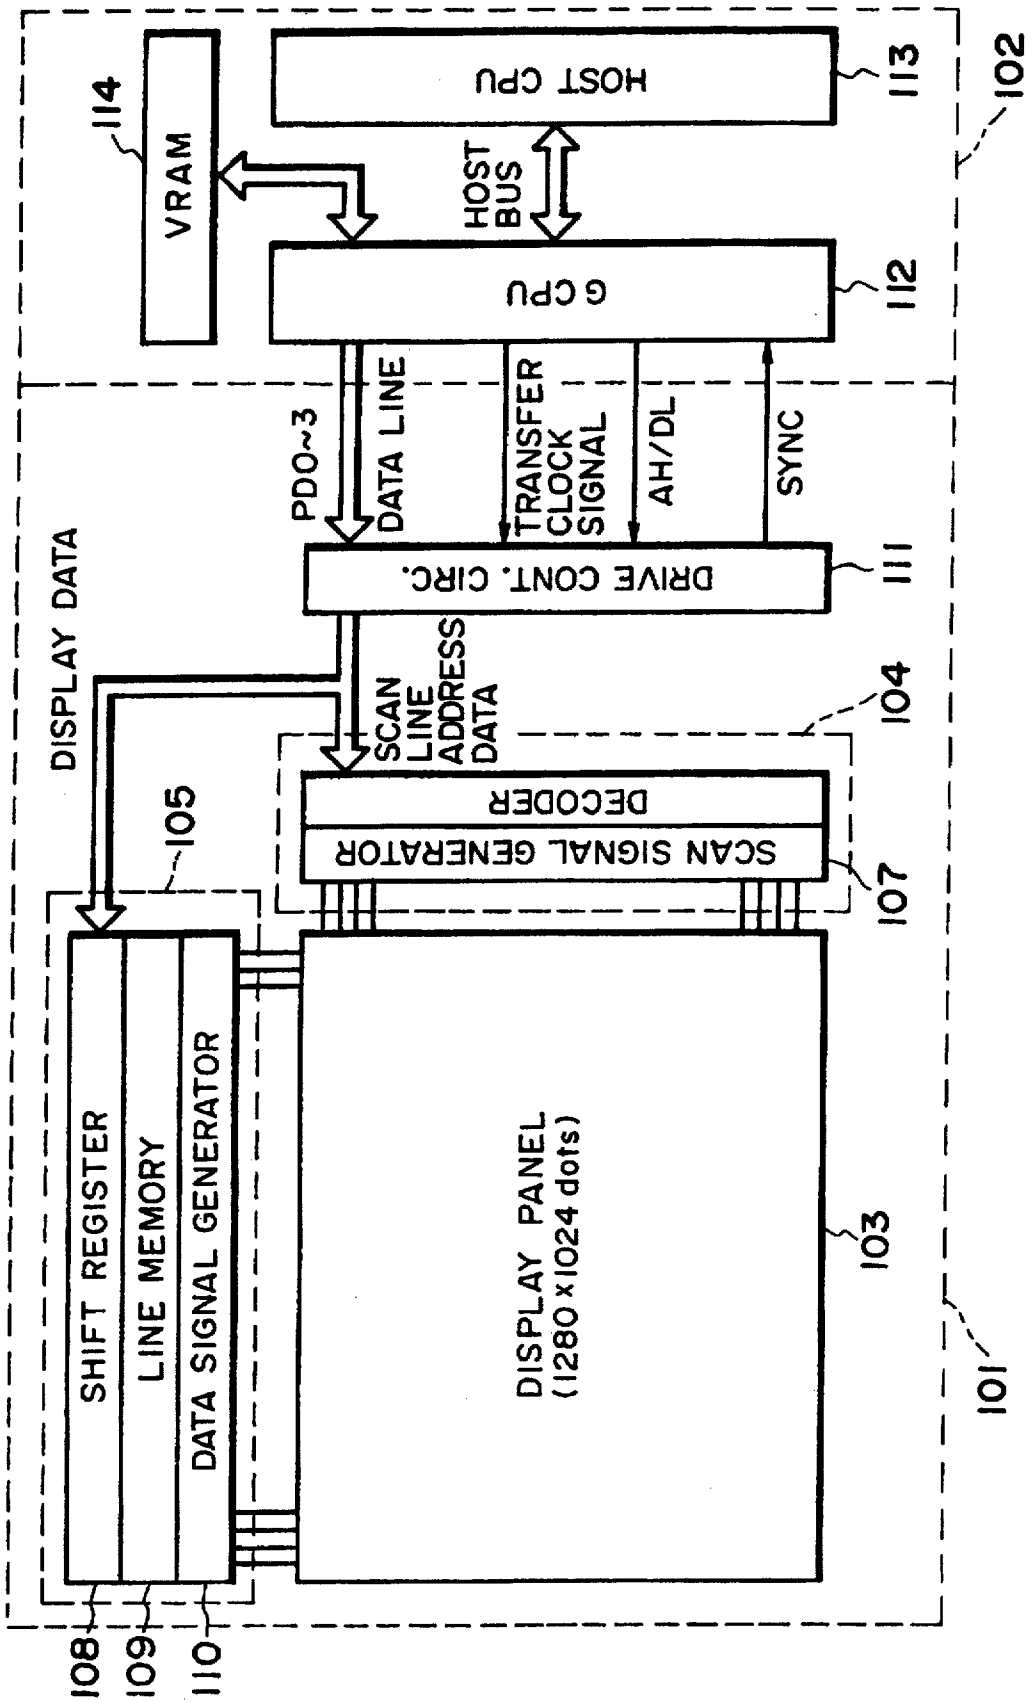 108
SHIFT REGISTER
109
LINE MEMORY
110
DATA SIGNAL GENERATOR
105
DISPLAY DATA
114
VRAM
DISPLAY PANEL
(1280×1024 dots)
103
101
SCAN SIGNAL GENERATOR
DECODER
107
104
SCAN
LINE
ADDRESS
DATA
DRIVE CONT. CIRC.
111
PD0~3
DATA LINE
TRANSFER
CLOCK
SIGNAL
AH/DL
SYNC
G CPU
112
HOST
BUS
HOST CPU
113
102